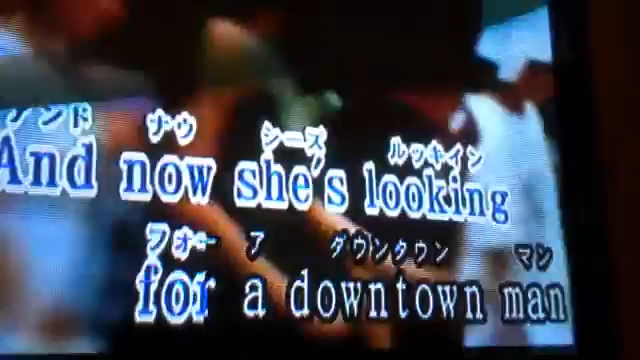 アンド ナウ シーズ ルッキイン
And now she's looking
フォー ア ダウンタウン マン
for a downtown man